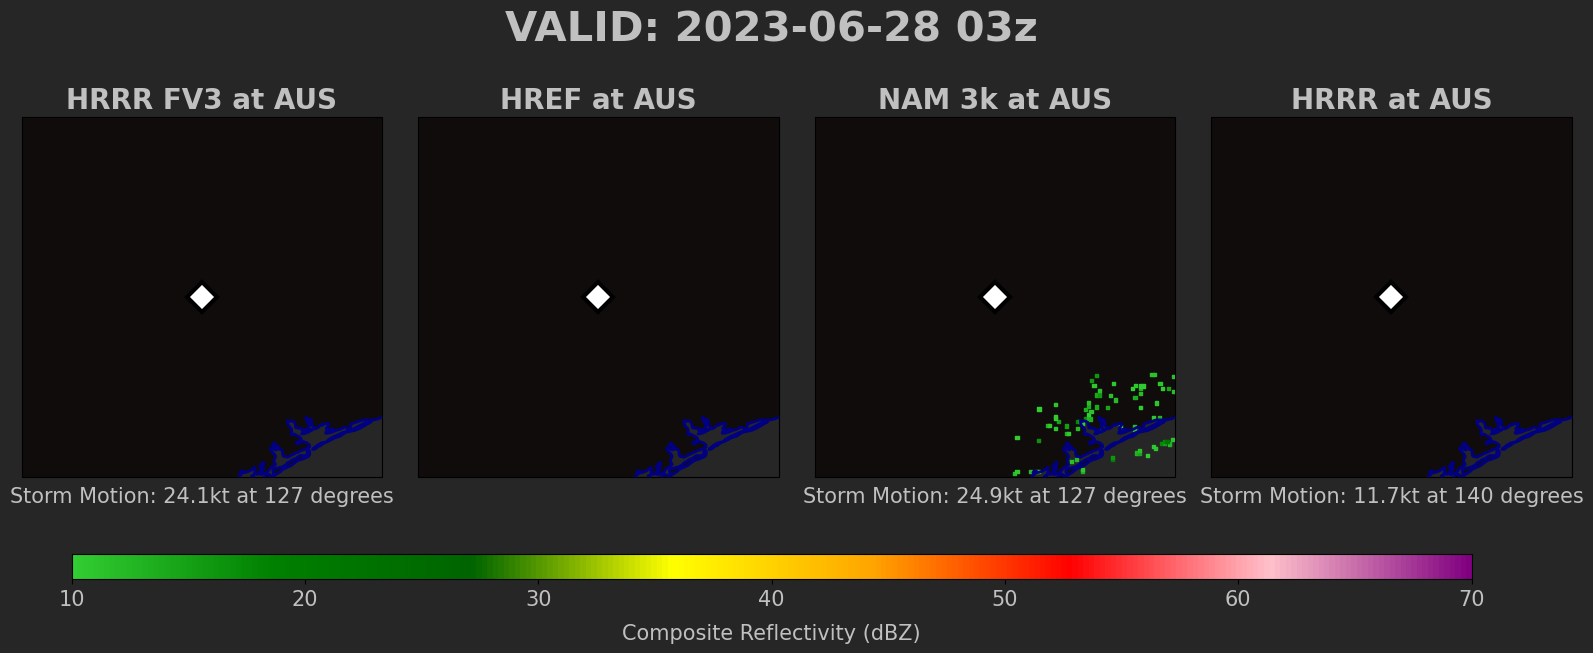 VALID: 2023-06-28 03z
HRRR FV3 at AUS
HREF at AUS
NAM 3k at AUS
HRRR at AUS
Storm Motion: 24.1kt at 127 degrees
Storm Motion: 24.9kt at 127 degrees
Storm Motion: 11.7kt at 140 degrees
10 20 30 40 50 60 70
Composite Reflectivity (dBZ)